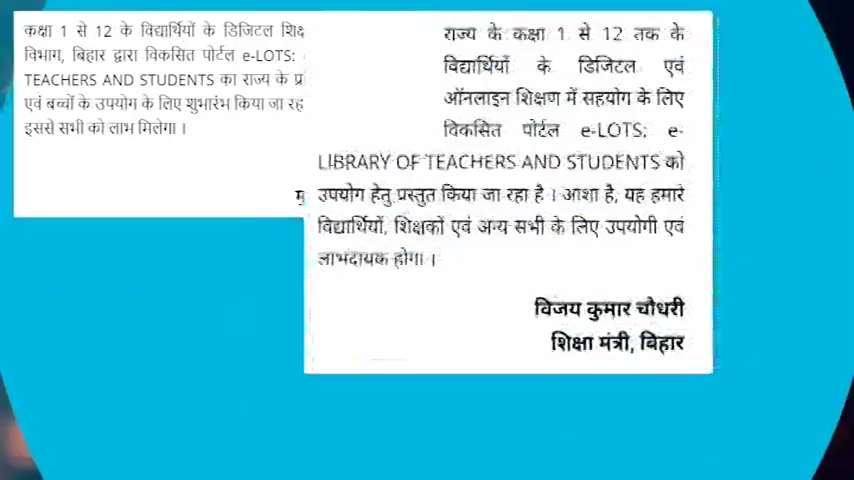 कक्षा 1 से 12 के विद्यार्थियों के डिजिटल
विभाग, बिहार द्वारा विकसित पोर्टल e-LOTS:
TEACHERS AND STUDENTS का राज्य के
एवं बच्चों के उपयोग के लिए शुभारंभ किया जा
इससे सभी को लाभ मिलेगा ।
राज्य के कक्षा 1 से 12 तक के
विद्यार्थियों के डिजिटल एवं
ऑनलाइन शिक्षण में सहयोग के लिए
विकसित पोर्टल e-LOTS: e-
LIBRARY OF TEACHERS AND STUDENTS को
उपयोग हेतु प्रस्तुत किया जा रहा है । आशा है, यह हमारे
विद्यार्थियों, शिक्षकों एवं अन्य सभी के लिए उपयोगी एवं
लाभदायक होगा ।
विजय कुमार चौधरी
शिक्षा मंत्री, बिहार